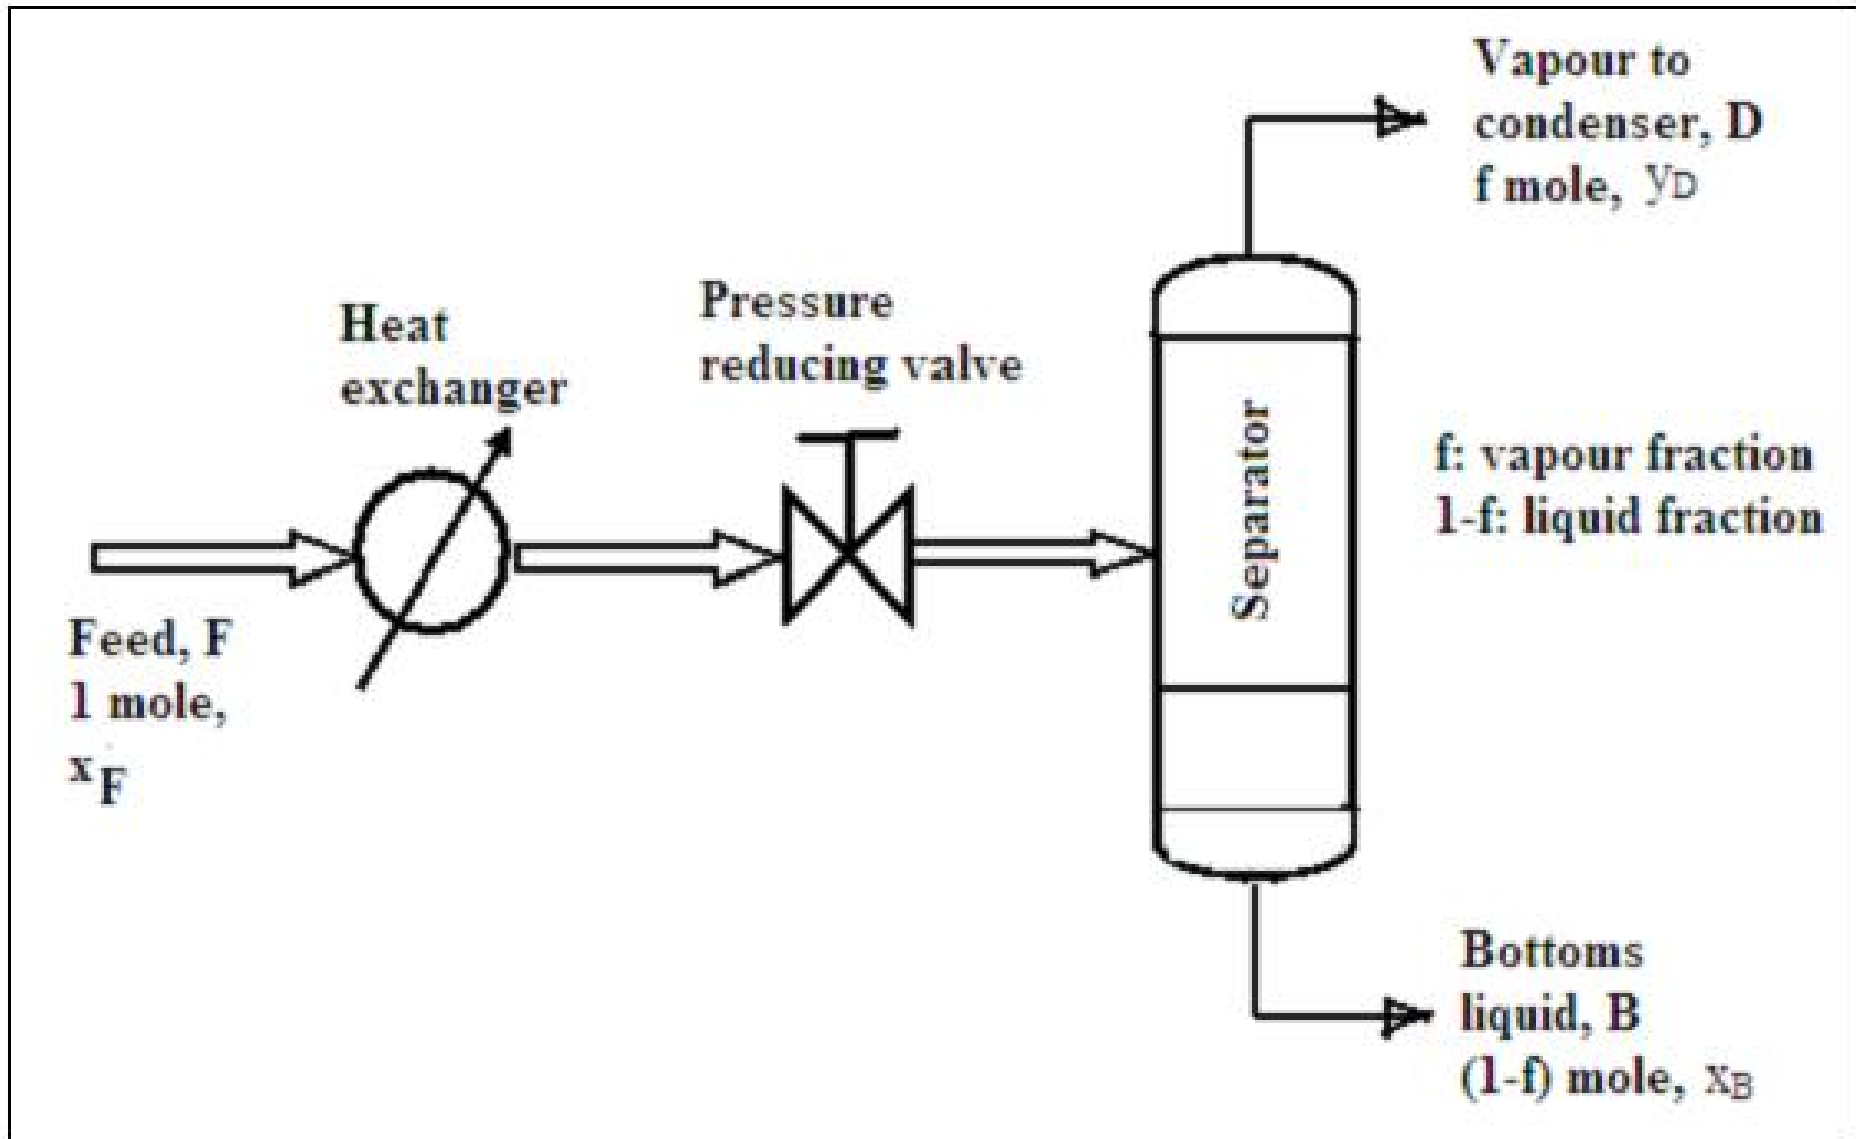 Vapour to
condenser, D
f mole, yD
Heat
exchanger
Pressure
reducing valve
Separator
f: vapour fraction
1-f: liquid fraction
Feed, F
1 mole,
xF
Bottoms
liquid, B
(1-f) mole, xB